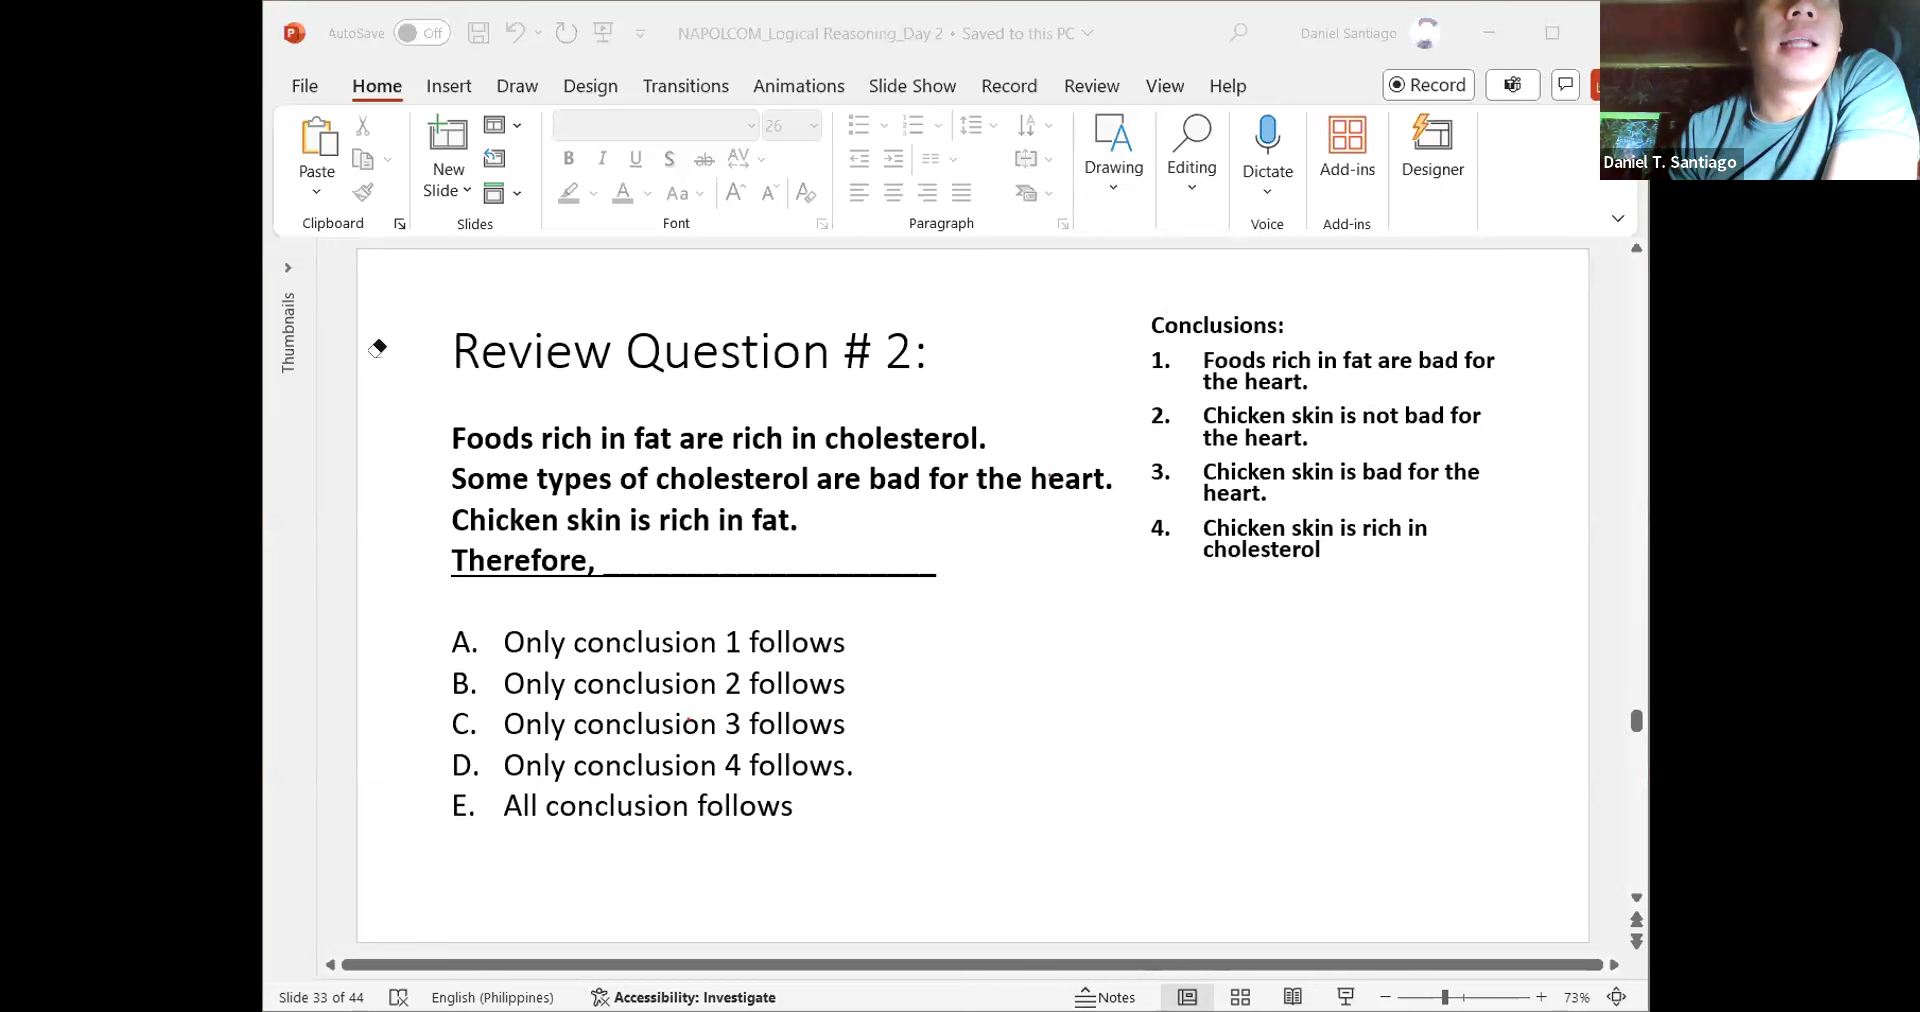 AutoSave Off NAPOLCOM_Logical Reasoning_Day 2 • Saved to this PC Daniel Santiago
File Home Insert Draw Design Transitions Animations Slide Show Record Review View Help Record
26
Paste New Slide B I U S ab AV Drawing Editing Dictate Add-ins Designer
A Aa A A A
Clipboard Slides Font Paragraph Voice Add-ins
Daniel T. Santiago
Thumbnails
Review Question # 2:
Foods rich in fat are rich in cholesterol.
Some types of cholesterol are bad for the heart.
Chicken skin is rich in fat.
Therefore, ____________________
A. Only conclusion 1 follows
B. Only conclusion 2 follows
C. Only conclusion 3 follows
D. Only conclusion 4 follows.
E. All conclusion follows
Conclusions:
1. Foods rich in fat are bad for
the heart.
2. Chicken skin is not bad for
the heart.
3. Chicken skin is bad for the
heart.
4. Chicken skin is rich in
cholesterol
Slide 33 of 44 English (Philippines) Accessibility: Investigate Notes 73%